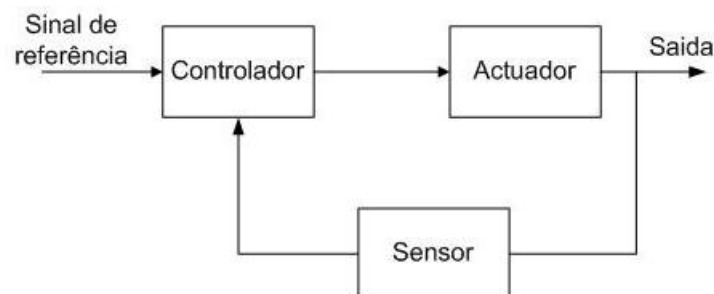 Sinal de
referência
Controlador
Actuador
Saida
Sensor